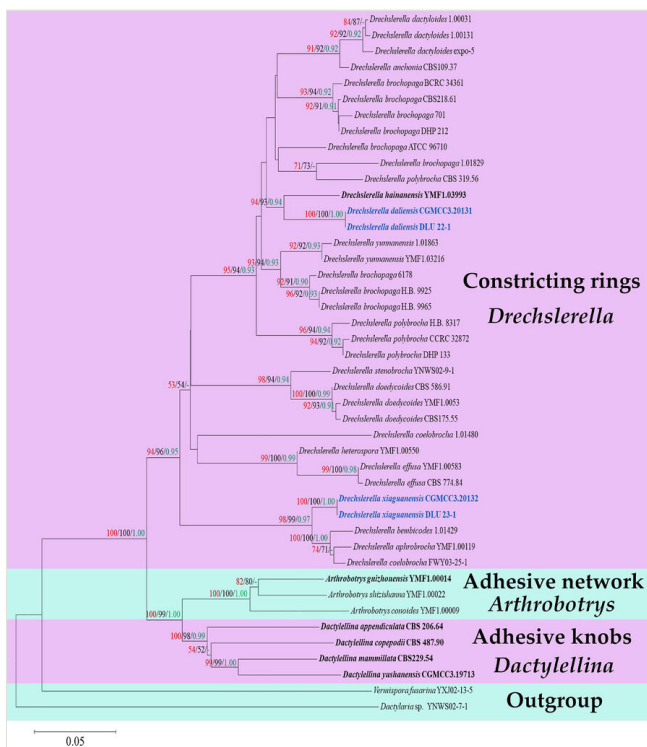 84/87/-
Drechslerella dactyloides 1.00031
92/92/0.92
Drechslerella dactyloides 1.00131
Drechslerella dactyloides expo-5
91/92/0.92
Drechslerella anchonia CBS109.37
Drechslerella brochopaga BCRC 34361
93/94/0.92
Drechslerella brochopaga CBS218.61
92/91/0.91
Drechslerella brochopaga 701
Drechslerella brochopaga DHP 212
Drechslerella brochopaga ATCC 96710
Drechslerella brochopaga 1.01829
71/73/-
Drechslerella polybrocha CBS 319.56
Drechslerella hainanensis YMF1.03993
94/93/0.94
Drechslerella daliensis CGMCC3.20131
100/100/1.00
Drechslerella daliensis DLU 22-1
Drechslerella yunnanensis 1.01863
92/92/0.93
Drechslerella yunnanensis YMF1.03216
93/94/0.93
95/94/0.93
Drechslerella brochopaga 6178
92/91/0.90
Drechslerella brochopaga H.B. 9925
96/92/0.93
Drechslerella brochopaga H.B. 9965
Constricting rings
Drechslerella
Drechslerella polybrocha H.B. 8317
96/94/0.94
Drechslerella polybrocha CCRC 32872
94/92/0.92
Drechslerella polybrocha DHP 133
Drechslerella stenobrocha YNWS02-9-1
98/94/0.94
53/54/-
Drechslerella doedycoides CBS 586.91
100/100/0.99
Drechslerella doedycoides YMF1.0053
92/93/0.91
Drechslerella doedycoides CBS175.55
Drechslerella coelobrocha 1.01480
94/96/0.95
Drechslerella heterospora YMF1.00550
99/100/0.99
Drechslerella effusa YMF1.00583
99/100/0.98
Drechslerella effusa CBS 774.84
Drechslerella xiaguanensis CGMCC3.20132
100/100/1.00
Drechslerella xiaguanensis DLU 23-1
98/99/0.97
Drechslerella bembicodes 1.01429
100/100/1.00
100/100/1.00
Drechslerella aphrobrocha YMF1.00119
74/71/-
Drechslerella coelobrocha FWY03-25-1
Arthrobotrys guizhouensis YMF1.00014
82/80/-
Arthrobotrys shizishanna YMF1.00022
100/100/1.00
Arthrobotrys conoides YMF1.00009
100/99/1.00
Adhesive network
Arthrobotrys
Dactylellina appendiculata CBS 206.64
100/98/0.99
Dactylellina copepodii CBS 487.90
54/52/-
Dactylellina mammillata CBS229.54
99/99/1.00
Dactylellina yushanensis CGMCC3.19713
Adhesive knobs
Dactylellina
Vermispora fusarina YXJ02-13-5
Dactylaria sp. YNWS02-7-1
Outgroup
0.05